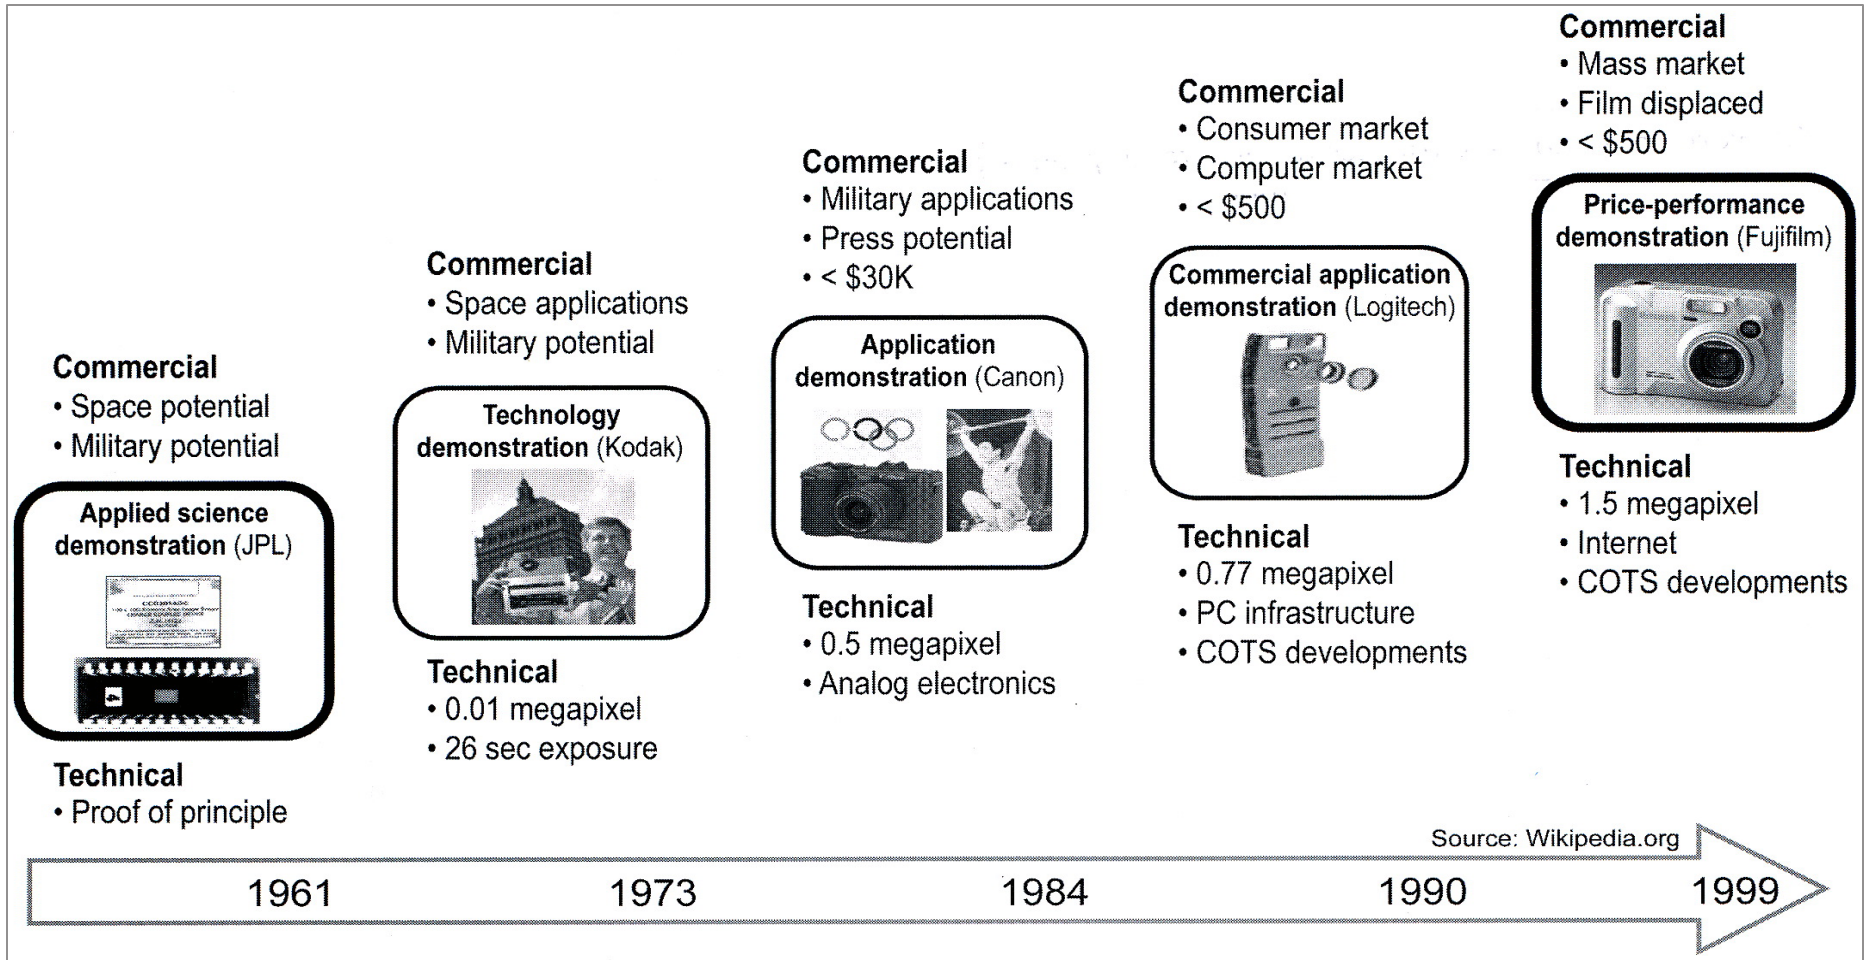 Commercial
• Space potential
• Military potential
Applied science
demonstration (JPL)
Technical
• Proof of principle
Commercial
• Space applications
• Military potential
Technology
demonstration (Kodak)
Technical
• 0.01 megapixel
• 26 sec exposure
Commercial
• Military applications
• Press potential
• < $30K
Application
demonstration (Canon)
Technical
• 0.5 megapixel
• Analog electronics
Commercial
• Consumer market
• Computer market
• < $500
Commercial application
demonstration (Logitech)
Technical
• 0.77 megapixel
• PC infrastructure
• COTS developments
Commercial
• Mass market
• Film displaced
• < $500
Price-performance
demonstration (Fujifilm)
Technical
• 1.5 megapixel
• Internet
• COTS developments
Source: Wikipedia.org
1961 1973 1984 1990 1999